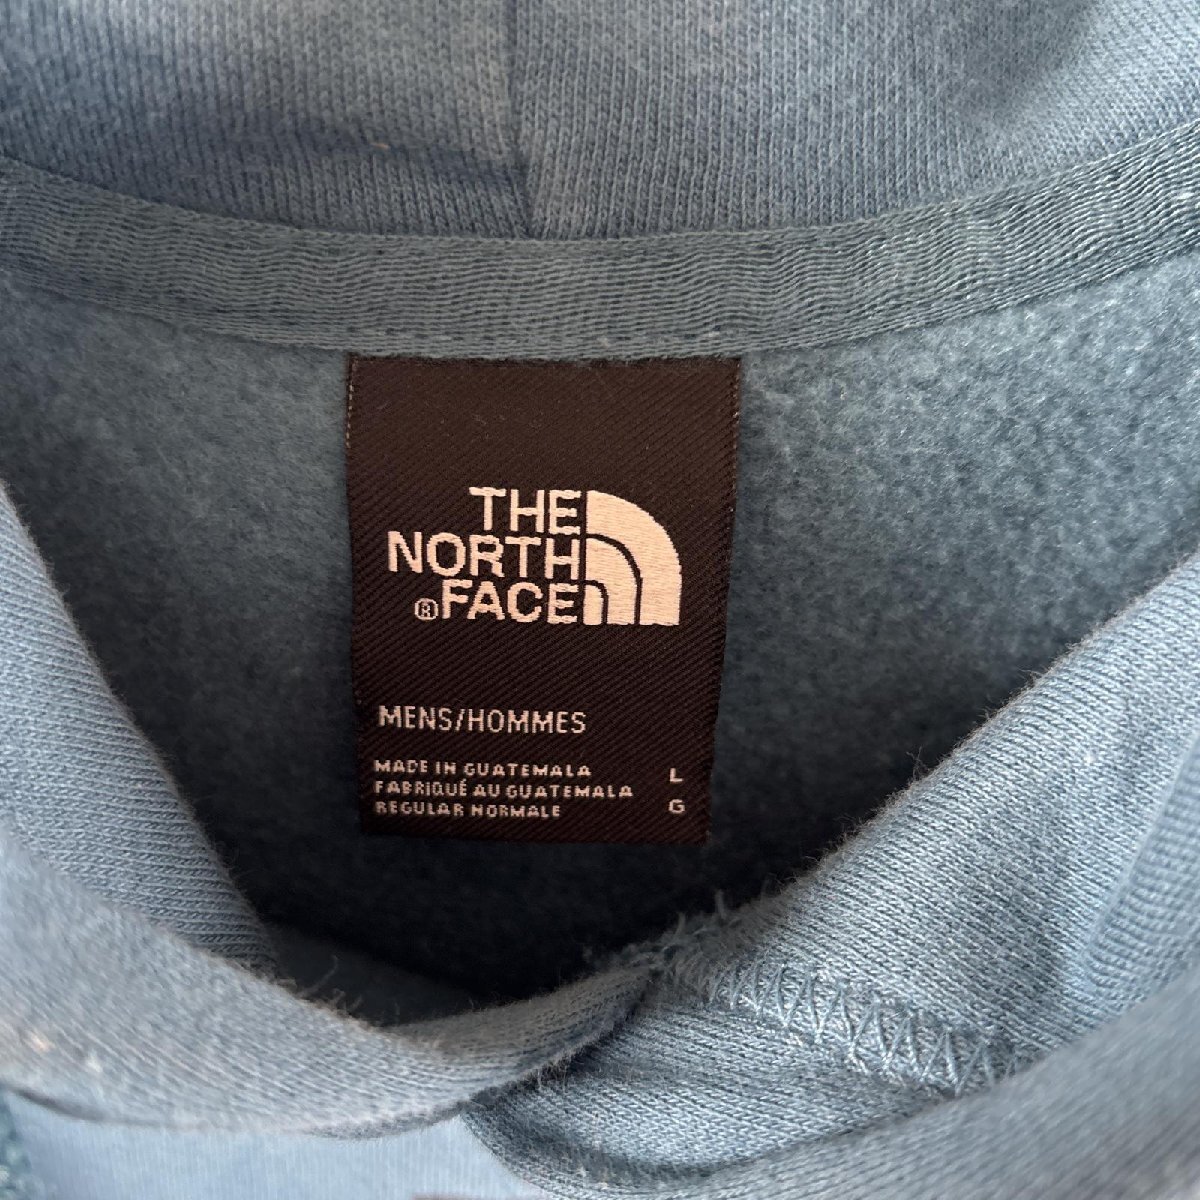 THE
NORTH
®FACE
MENS/HOMMES
MADE IN GUATEMALA L
FABRIQUÉ AU GUATEMALA G
REGULAR NORMALE